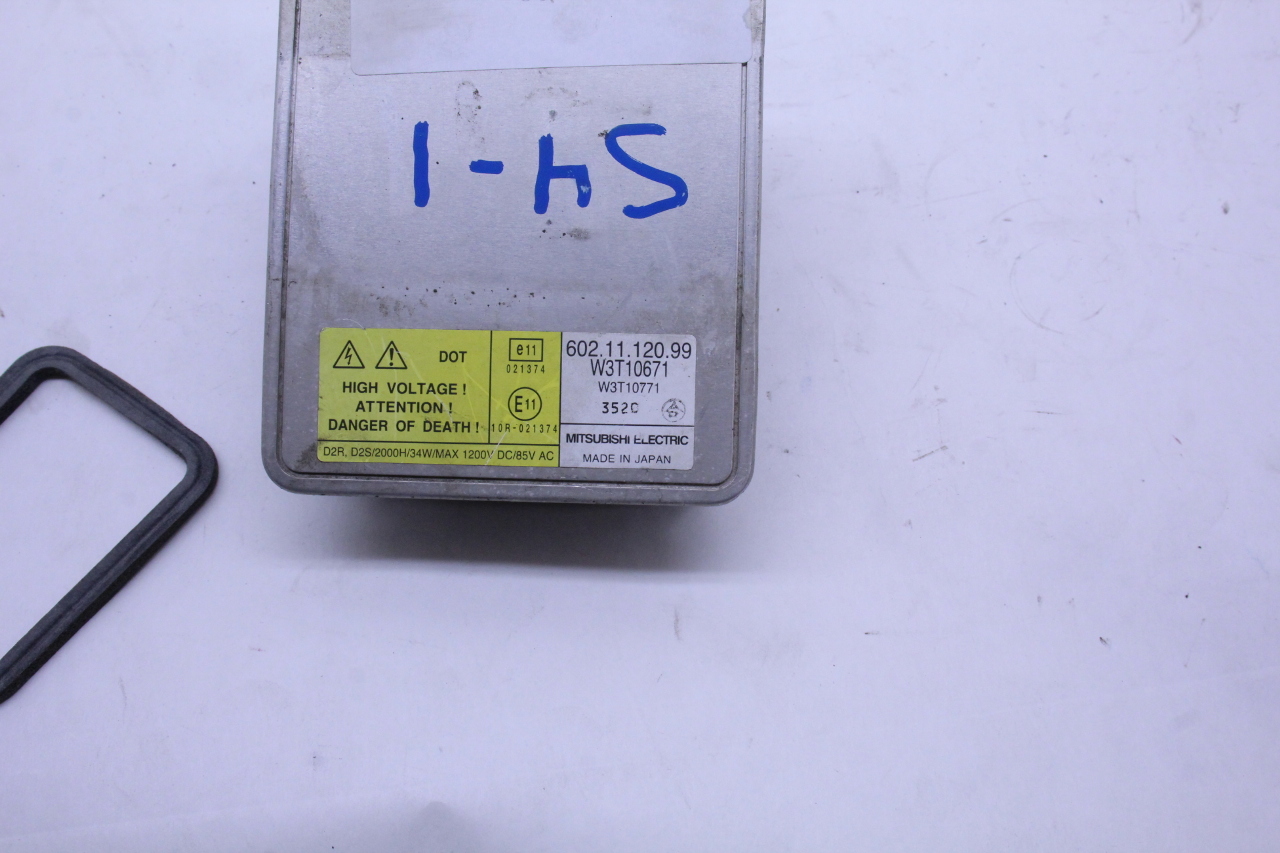 S4-1
DOT
HIGH VOLTAGE!
ATTENTION!
DANGER OF DEATH!
e11
021374
E11
10R-021374
D2R, D2S/2000H/34W/MAX 1200V DC/85V AC
602.11.120.99
W3T10671
W3T10771
352C
MITSUBISHI ELECTRIC
MADE IN JAPAN